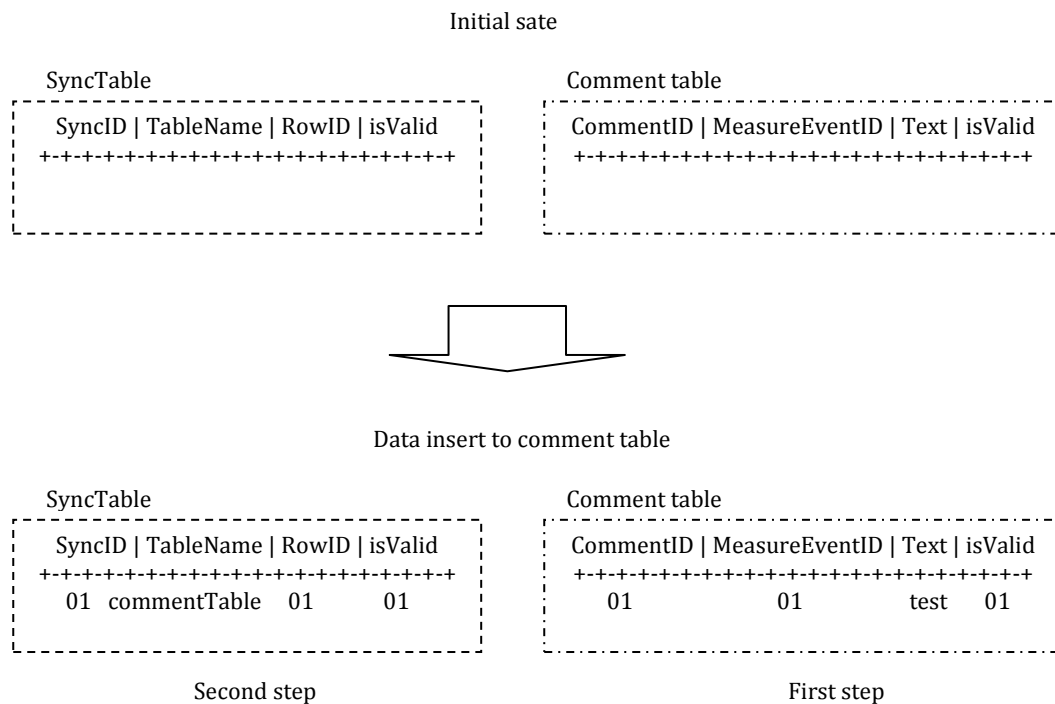 Initial sate
SyncTable
Comment table
SyncID | TableName | RowID | isValid
CommentID | MeasureEventID | Text | isValid
+-+-+-+-+-+-+-+-+-+-+-+-+-+-+-+-+-+-+-+
+-+-+-+-+-+-+-+-+-+-+-+-+-+-+-+-+-+-+-+-+-+
Data insert to comment table
SyncTable
Comment table
SyncID | TableName | RowID | isValid
CommentID | MeasureEventID | Text | isValid
+-+-+-+-+-+-+-+-+-+-+-+-+-+-+-+-+-+-+-+
+-+-+-+-+-+-+-+-+-+-+-+-+-+-+-+-+-+-+-+-+-+
01 commentTable 01 01
01 01 test 01
Second step
First step